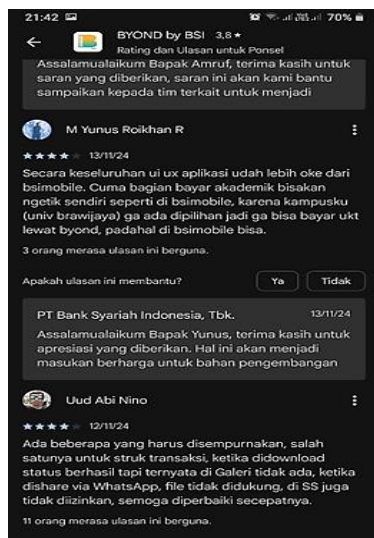 21:42
70%
BYOND by BSI 3,8★
Rating dan Ulasan untuk Ponsel
Assalamualaikum Bapak Amruf, terima kasih untuk
saran yang diberikan, saran ini akan kami bantu
sampaikan kepada tim terkait untuk menjadi
M Yunus Roikhan R
★★★★ 13/11/24
Secara keseluruhan ui ux aplikasi udah lebih oke dari
bsimobile. Cuma bagian bayar akademik bisakan
ngetik sendiri seperti di bsimobile, karena kampusku
(univ brawijaya) ga ada dipilihan jadi ga bisa bayar ukt
lewat byond, padahal di bsimobile bisa.
3 orang merasa ulasan ini berguna.
Apakah ulasan ini membantu? Ya Tidak
PT Bank Syariah Indonesia, Tbk. 13/11/24
Assalamualaikum Bapak Yunus, terima kasih untuk
apresiasi yang diberikan. Hal ini akan menjadi
masukan berharga untuk bahan pengembangan
Uud Abi Nino
★★★★ 12/11/24
Ada beberapa yang harus disempurnakan, salah
satunya untuk struk transaksi, ketika didownload
status berhasil tapi ternyata di Galeri tidak ada, ketika
dishare via WhatsApp, file tidak didukung, di SS juga
tidak diizinkan, semoga diperbaiki secepatnya.
11 orang merasa ulasan ini berguna.